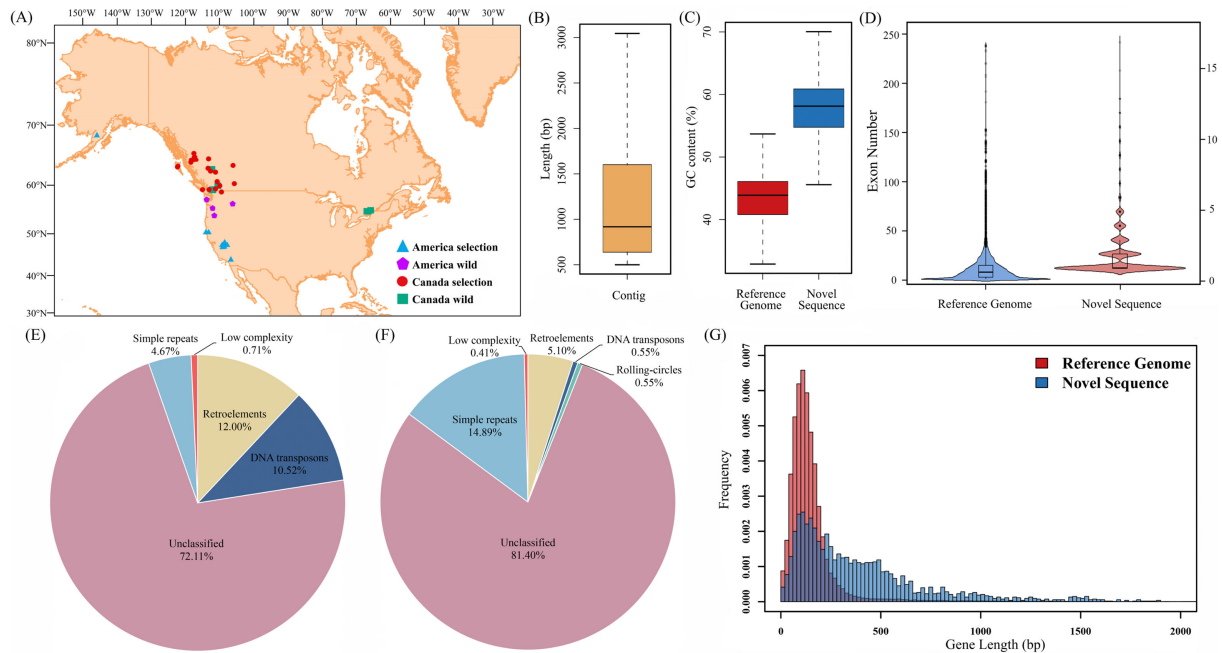 (A)
150°W 140°W 130°W 120°W 110°W 100°W 90°W 80°W 70°W 60°W 50°W 40°W 30°W
80°N
70°N
60°N
50°N
40°N
30°N
America selection
America wild
Canada selection
Canada wild
(B)
Length (bp)
3000
2500
2000
1500
1000
500
Contig
(C)
GC content (%)
70
60
50
40
Reference
Genome
Novel
Sequence
(D)
Exon Number
250
200
150
100
50
0
15
10
5
0
Reference Genome
Novel Sequence
(E)
Simple repeats
4.67%
Low complexity
0.71%
Retroelements
12.00%
DNA transposons
10.52%
Unclassified
72.11%
(F)
Low complexity
0.41%
Retroelements
5.10%
DNA transposons
0.55%
Rolling-circles
0.55%
Simple repeats
14.89%
Unclassified
81.40%
(G)
Frequency
0.007
0.006
0.005
0.004
0.003
0.002
0.001
0.000
Reference Genome
Novel Sequence
0 500 1000 1500 2000
Gene Length (bp)